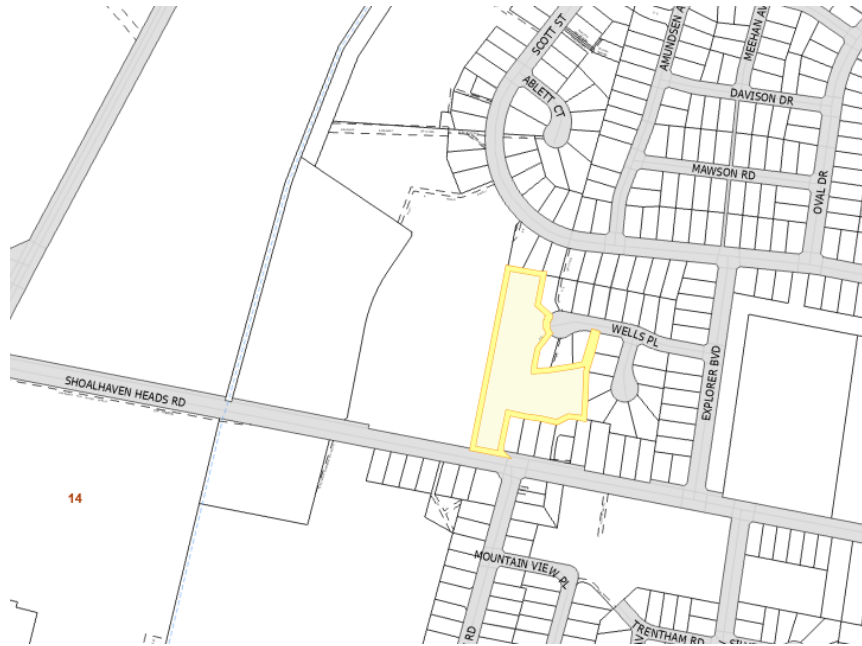 SCOTT ST
AMUNDSEN A
MEEHAN AV
ABLETT CT
DAVISON DR
MAWSON RD
OVAL DR
WELLS PL
EXPLORER BVD
SHOALHAVEN HEADS RD
14
MOUNTAIN VIEW PL
RD
TRENTHAM RD